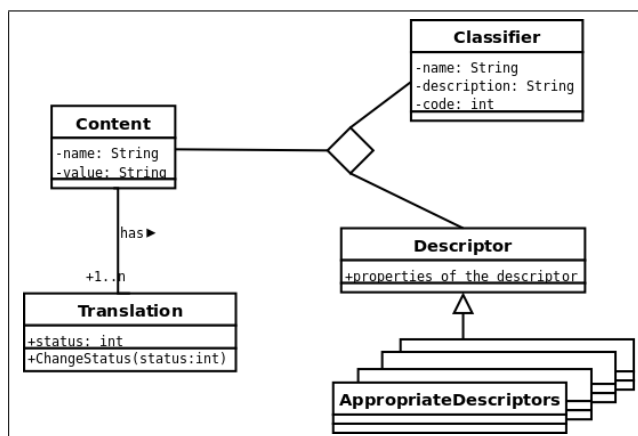 Classifier
-name: String
-description: String
-code: int
Content
-name: String
-value: String
has
+1..n
Translation
+status: int
+ChangeStatus(status:int)
Descriptor
+properties of the descriptor
AppropriateDescriptors